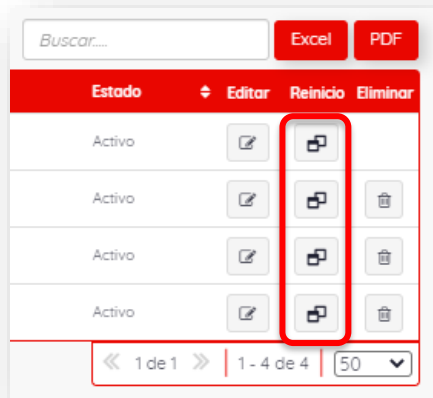 Buscar.... Excel PDF
Estado Editar Reinicio Eliminar
Activo
Activo
Activo
Activo
1 de 1 1 - 4 de 4 50